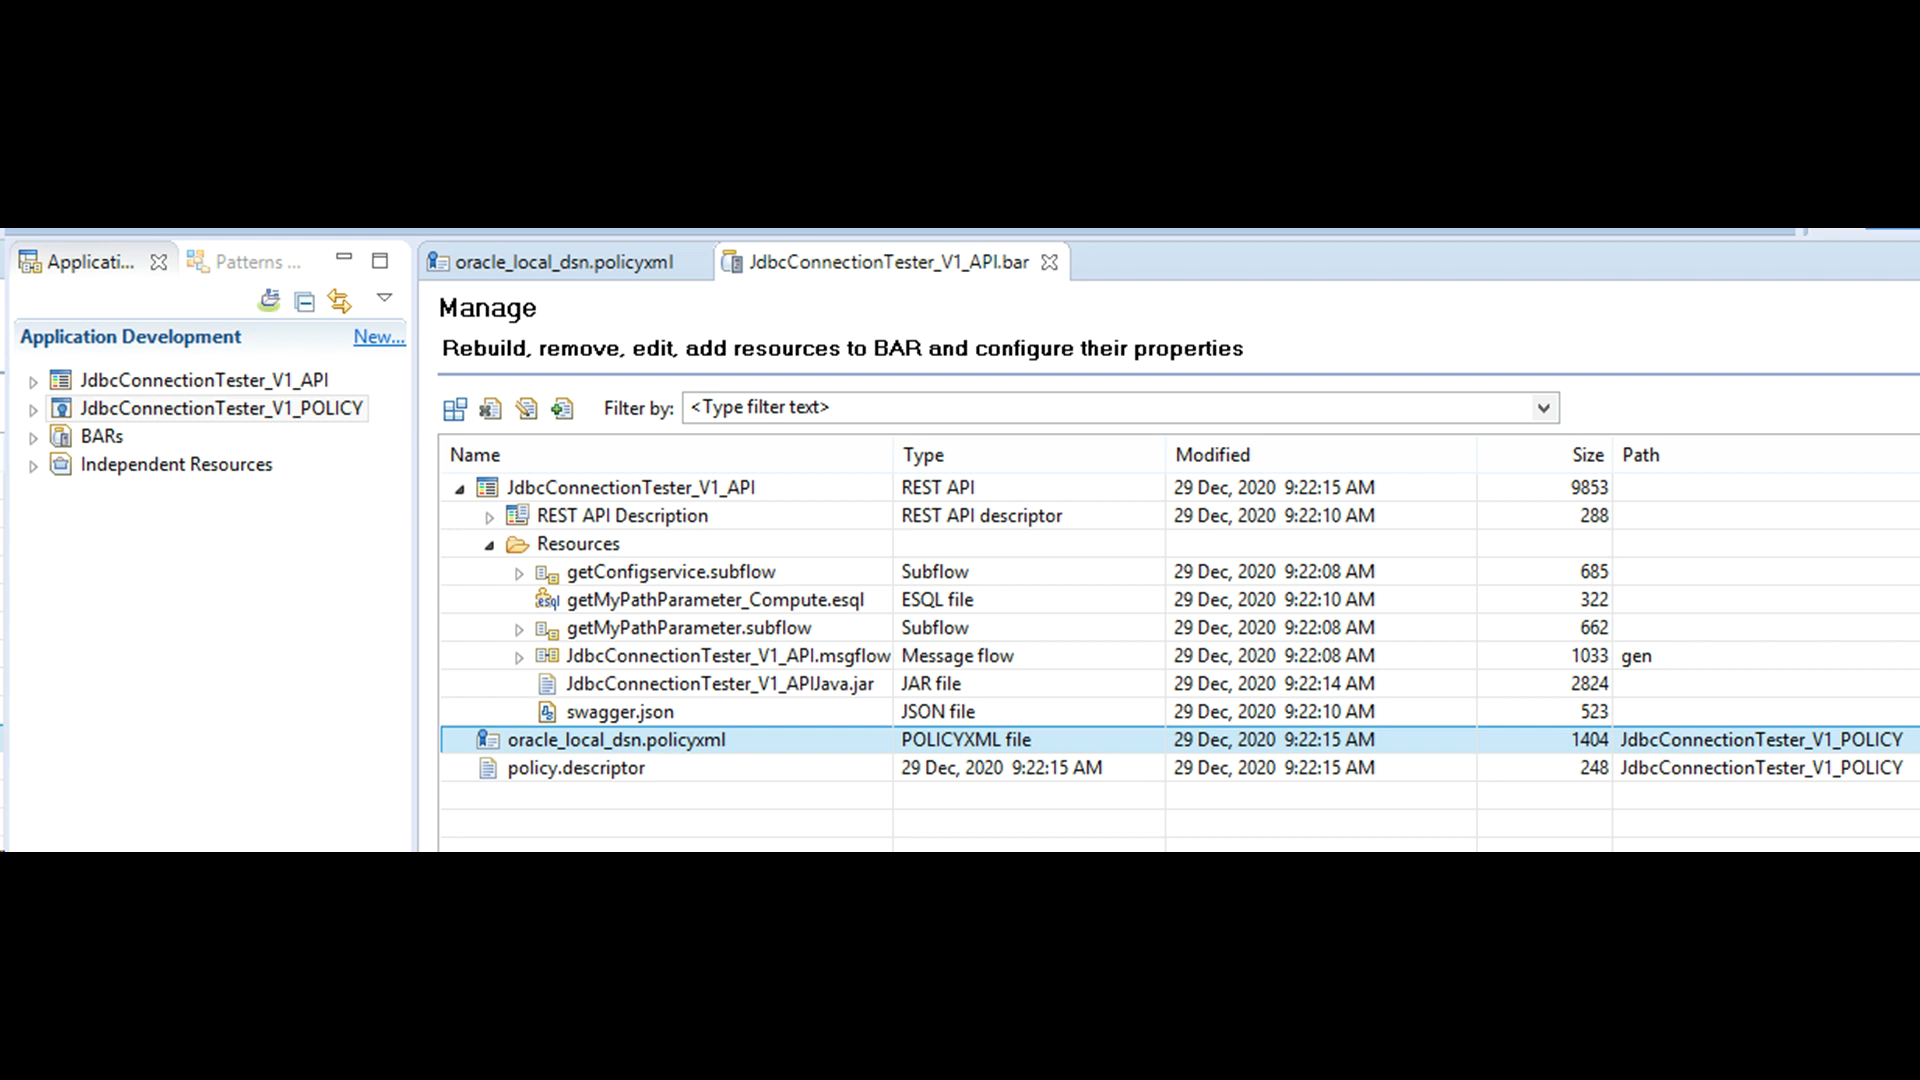 Applicati...
Patterns ...
Application Development New...
JdbcConnectionTester_V1_API
JdbcConnectionTester_V1_POLICY
BARs
Independent Resources
oracle_local_dsn.policyxml
JdbcConnectionTester_V1_API.bar
Manage
Rebuild, remove, edit, add resources to BAR and configure their properties
Filter by: <Type filter text>
Name Type Modified Size Path
JdbcConnectionTester_V1_API REST API 29 Dec, 2020 9:22:15 AM 9853
REST API Description REST API descriptor 29 Dec, 2020 9:22:10 AM 288
Resources
getConfigservice.subflow Subflow 29 Dec, 2020 9:22:08 AM 685
esql getMyPathParameter_Compute.esql ESQL file 29 Dec, 2020 9:22:10 AM 322
getMyPathParameter.subflow Subflow 29 Dec, 2020 9:22:08 AM 662
JdbcConnectionTester_V1_API.msgflow Message flow 29 Dec, 2020 9:22:08 AM 1033 gen
JdbcConnectionTester_V1_APIJava.jar JAR file 29 Dec, 2020 9:22:14 AM 2824
swagger.json JSON file 29 Dec, 2020 9:22:10 AM 523
oracle_local_dsn.policyxml POLICYXML file 29 Dec, 2020 9:22:15 AM 1404 JdbcConnectionTester_V1_POLICY
policy.descriptor 29 Dec, 2020 9:22:15 AM 29 Dec, 2020 9:22:15 AM 248 JdbcConnectionTester_V1_POLICY